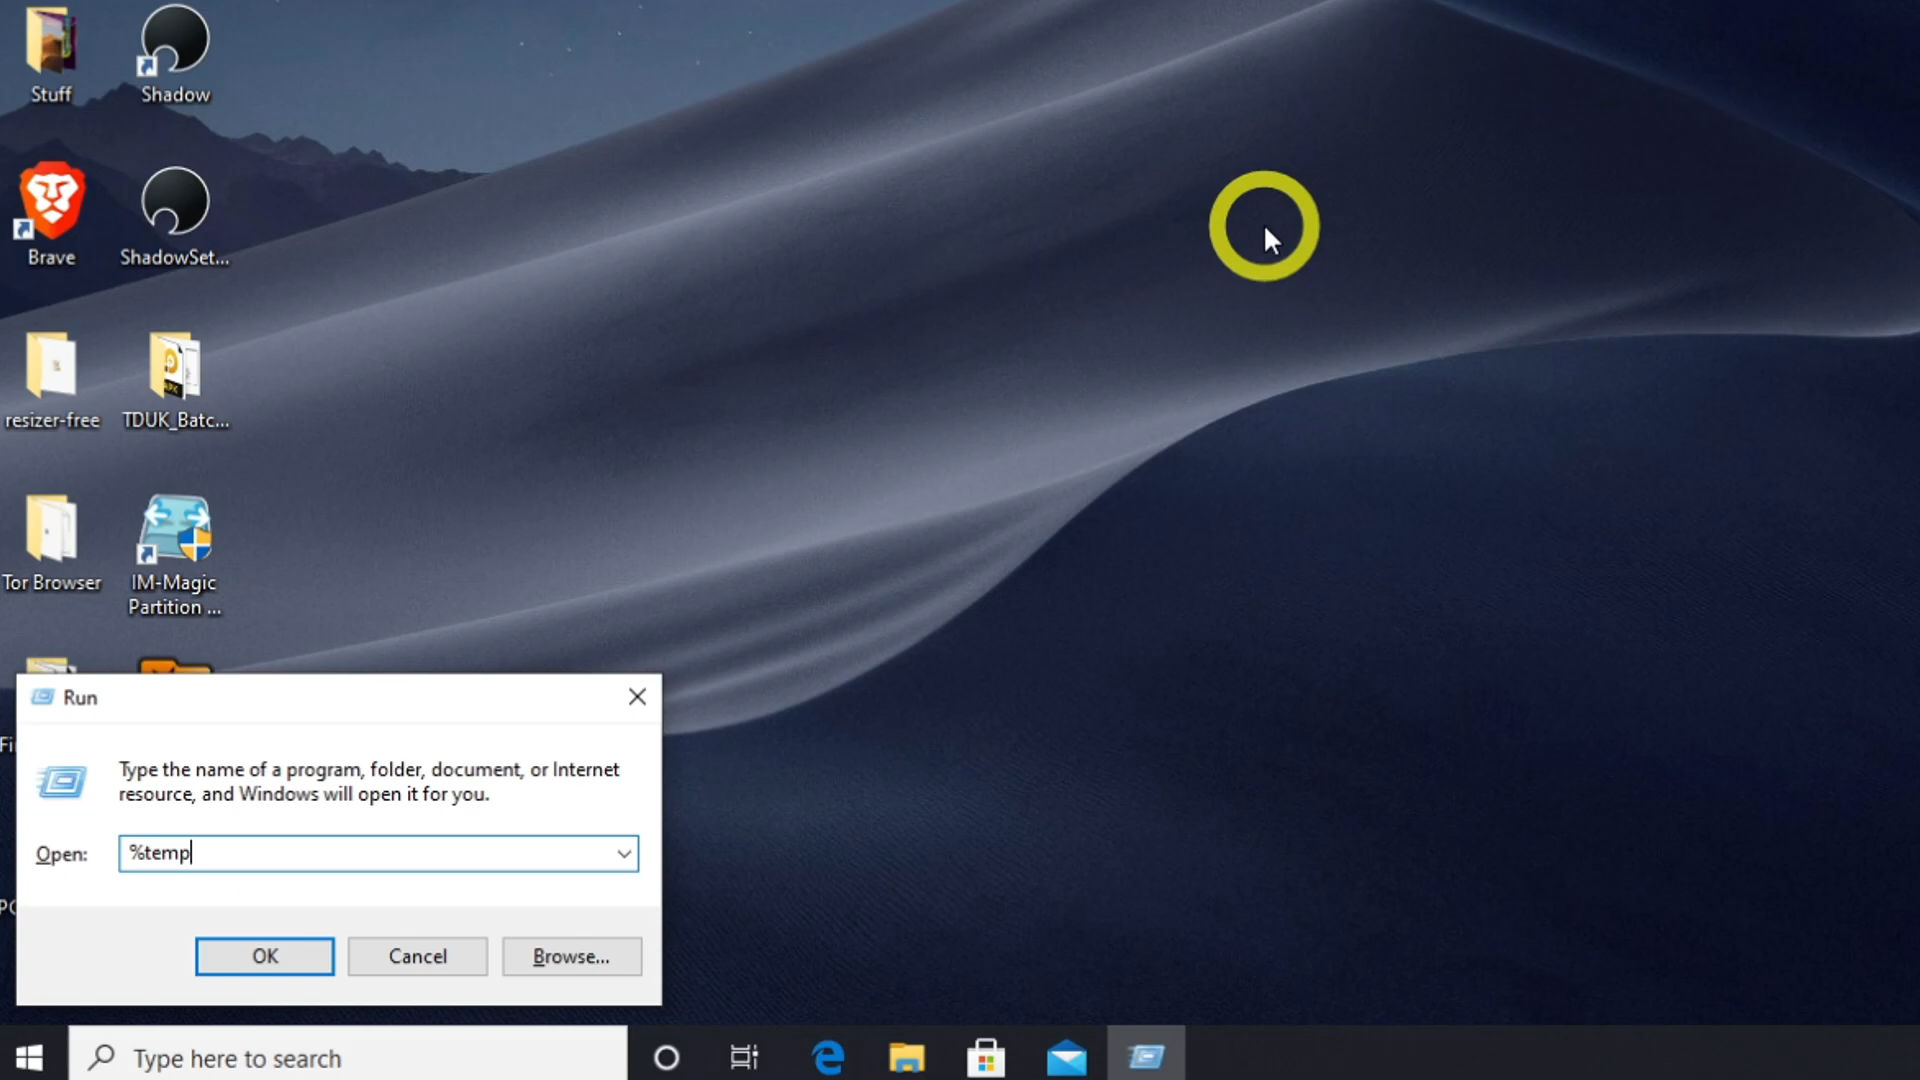 Stuff
Shadow
Brave
ShadowSet...
resizer-free
TDUK_Batc...
Tor Browser
IM-Magic
Partition ...
Run
Type the name of a program, folder, document, or Internet
resource, and Windows will open it for you.
Open:
%temp
OK
Cancel
Browse...
Type here to search